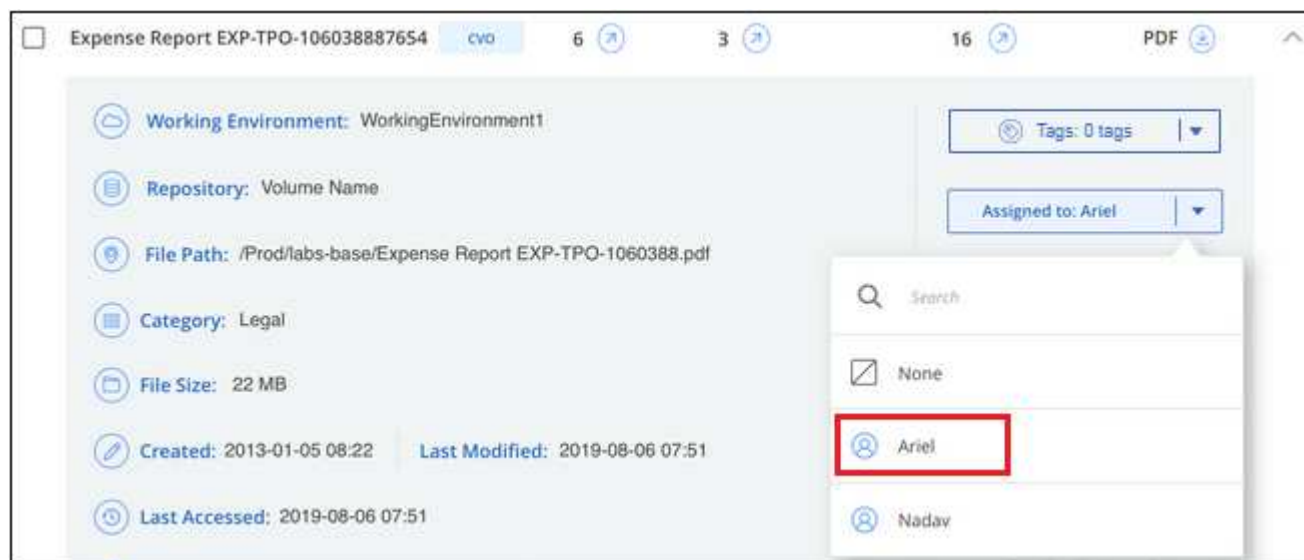 Expense Report EXP-TPO-106038887654 CVO 6 3 16 PDF
Working Environment: WorkingEnvironment1
Tags: 0 tags
Repository: Volume Name
Assigned to: Ariel
File Path: /Prod/labs-base/Expense Report EXP-TPO-1060388.pdf
Search
Category: Legal
None
File Size: 22 MB
Ariel
Created: 2013-01-05 08:22 Last Modified: 2019-08-06 07:51
Last Accessed: 2019-08-06 07:51
Nadav